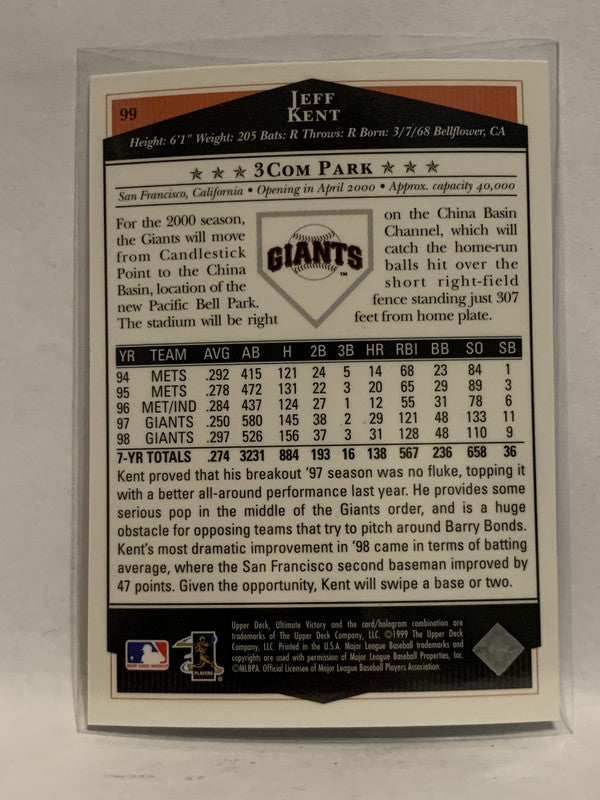 99
JEFF
KENT
Height: 6'1" Weight: 205 Bats: R Throws: R Born: 3/7/68 Bellflower, CA
3COM PARK
San Francisco, California • Opening in April 2000 • Approx. capacity 40,000
For the 2000 season,
the Giants will move
from Candlestick
Point to the China
Basin, location of the
new Pacific Bell Park.
The stadium will be right
GIANTS
TM
on the China Basin
Channel, which will
catch the home-run
balls hit over the
short right-field
fence standing just 307
feet from home plate.
YR TEAM AVG AB H 2B 3B HR RBI BB SO SB
94 METS .292 415 121 24 5 14 68 23 84 1
95 METS .278 472 131 22 3 20 65 29 89 3
96 MET/IND .284 437 124 27 1 12 55 31 78 6
97 GIANTS .250 580 145 38 2 29 121 48 133 11
98 GIANTS .297 526 156 37 3 31 128 48 110 9
7-YR TOTALS .274 3231 884 193 16 138 567 236 658 36
Kent proved that his breakout '97 season was no fluke, topping it
with a better all-around performance last year. He provides some
serious pop in the middle of the Giants order, and is a huge
obstacle for opposing teams that try to pitch around Barry Bonds.
Kent's most dramatic improvement in '98 came in terms of batting
average, where the San Francisco second baseman improved by
47 points. Given the opportunity, Kent will swipe a base or two.
Upper Deck, Ultimate Victory and the card/hologram combination are
trademarks of The Upper Deck Company, LLC. ©1999 The Upper Deck
Company, LLC. Printed in the U.S.A. Major League Baseball trademarks and
copyrights are used with permission of Major League Baseball Properties, Inc.
©MLBPA. Official Licensee of Major League Baseball Players Association.
PLAYERS